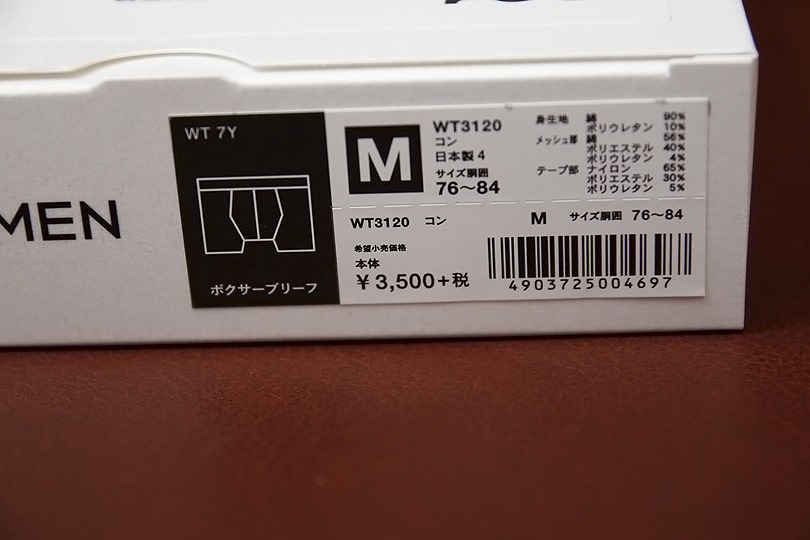 MEN
WT 7Y
ボクサーブリーフ
M
WT3120
コン
日本製 4
サイズ胴囲
76～84
身生地 綿 90%
ポリウレタン 10%
メッシュ部 綿 56%
ポリエステル 40%
ポリウレタン 4%
テープ部 ナイロン 65%
ポリエステル 30%
ポリウレタン 5%
WT3120 コン M サイズ胴囲 76～84
希望小売価格
本体
¥3,500+税
4903725004697